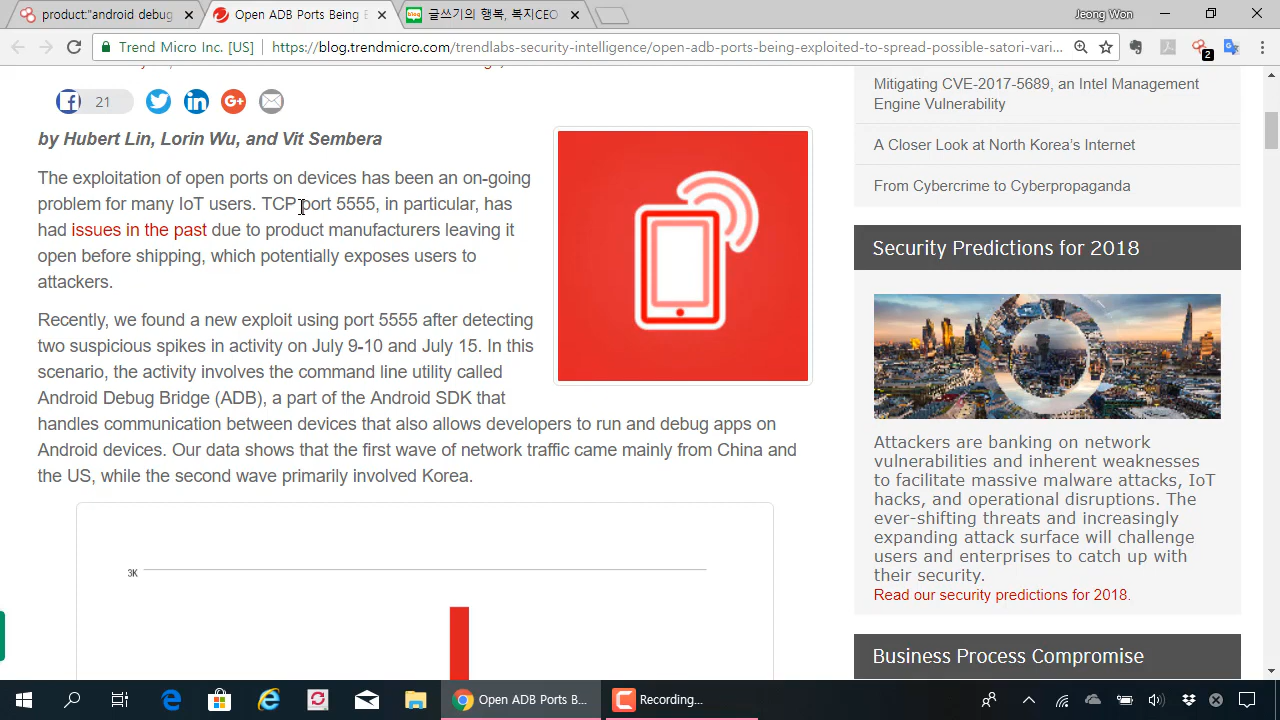 product:"android debug
Open ADB Ports Being E
글쓰기의 행복, 복지CEO
Jeong Won
Trend Micro Inc. [US]
https://blog.trendmicro.com/trendlabs-security-intelligence/open-adb-ports-being-exploited-to-spread-possible-satori-vari...
2
21
by Hubert Lin, Lorin Wu, and Vit Sembera
The exploitation of open ports on devices has been an on-going
problem for many IoT users. TCP port 5555, in particular, has
had issues in the past due to product manufacturers leaving it
open before shipping, which potentially exposes users to
attackers.
Recently, we found a new exploit using port 5555 after detecting
two suspicious spikes in activity on July 9-10 and July 15. In this
scenario, the activity involves the command line utility called
Android Debug Bridge (ADB), a part of the Android SDK that
handles communication between devices that also allows developers to run and debug apps on
Android devices. Our data shows that the first wave of network traffic came mainly from China and
the US, while the second wave primarily involved Korea.
3K
Mitigating CVE-2017-5689, an Intel Management
Engine Vulnerability
A Closer Look at North Korea's Internet
From Cybercrime to Cyberpropaganda
Security Predictions for 2018
Attackers are banking on network
vulnerabilities and inherent weaknesses
to facilitate massive malware attacks, IoT
hacks, and operational disruptions. The
ever-shifting threats and increasingly
expanding attack surface will challenge
users and enterprises to catch up with
their security.
Read our security predictions for 2018.
Business Process Compromise
Open ADB Ports B...
Recording...